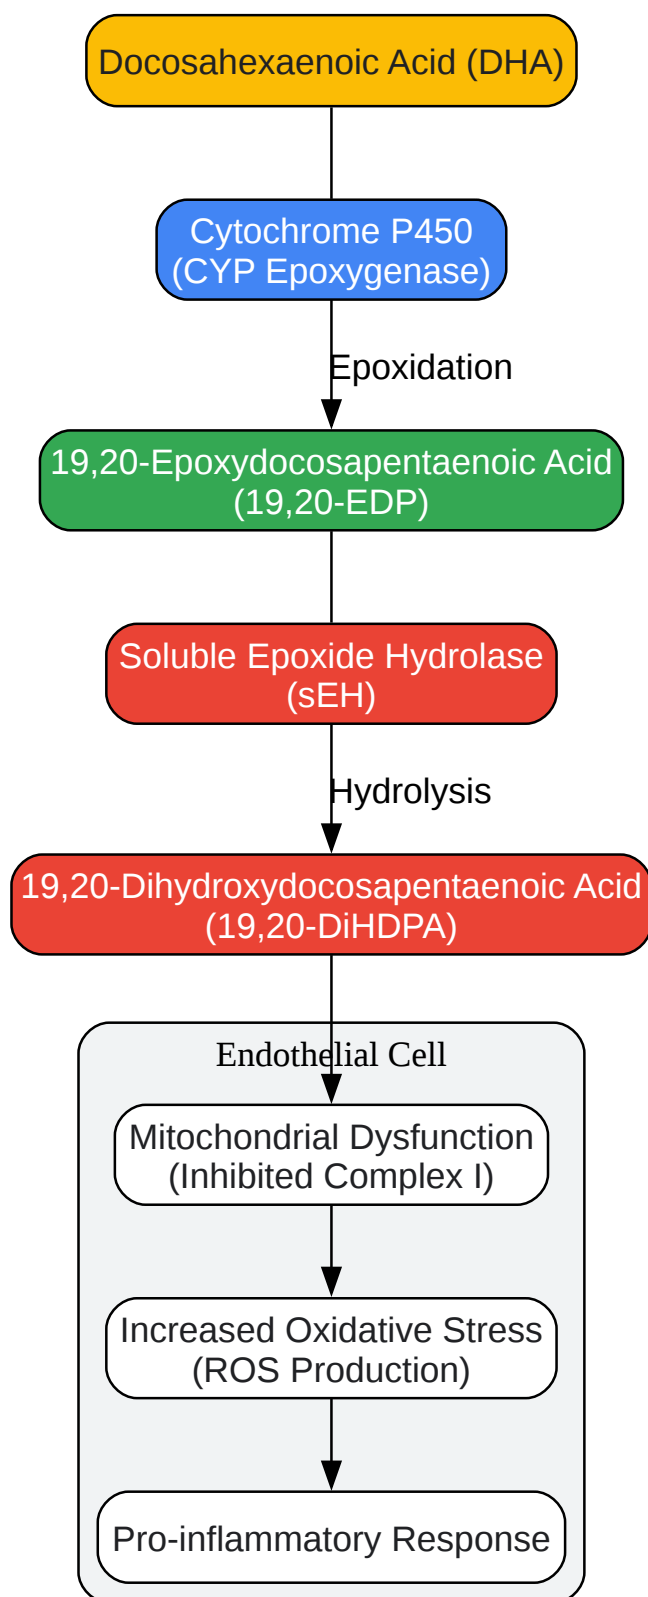 Docosahexaenoic Acid (DHA)
Cytochrome P450
(CYP Epoxygenase)
Epoxidation
19,20-Epoxydocosapentaenoic Acid
(19,20-EDP)
Soluble Epoxide Hydrolase
(sEH)
Hydrolysis
19,20-Dihydroxydocosapentaenoic Acid
(19,20-DiHDPA)
Endothelial Cell
Mitochondrial Dysfunction
(Inhibited Complex I)
Increased Oxidative Stress
(ROS Production)
Pro-inflammatory Response